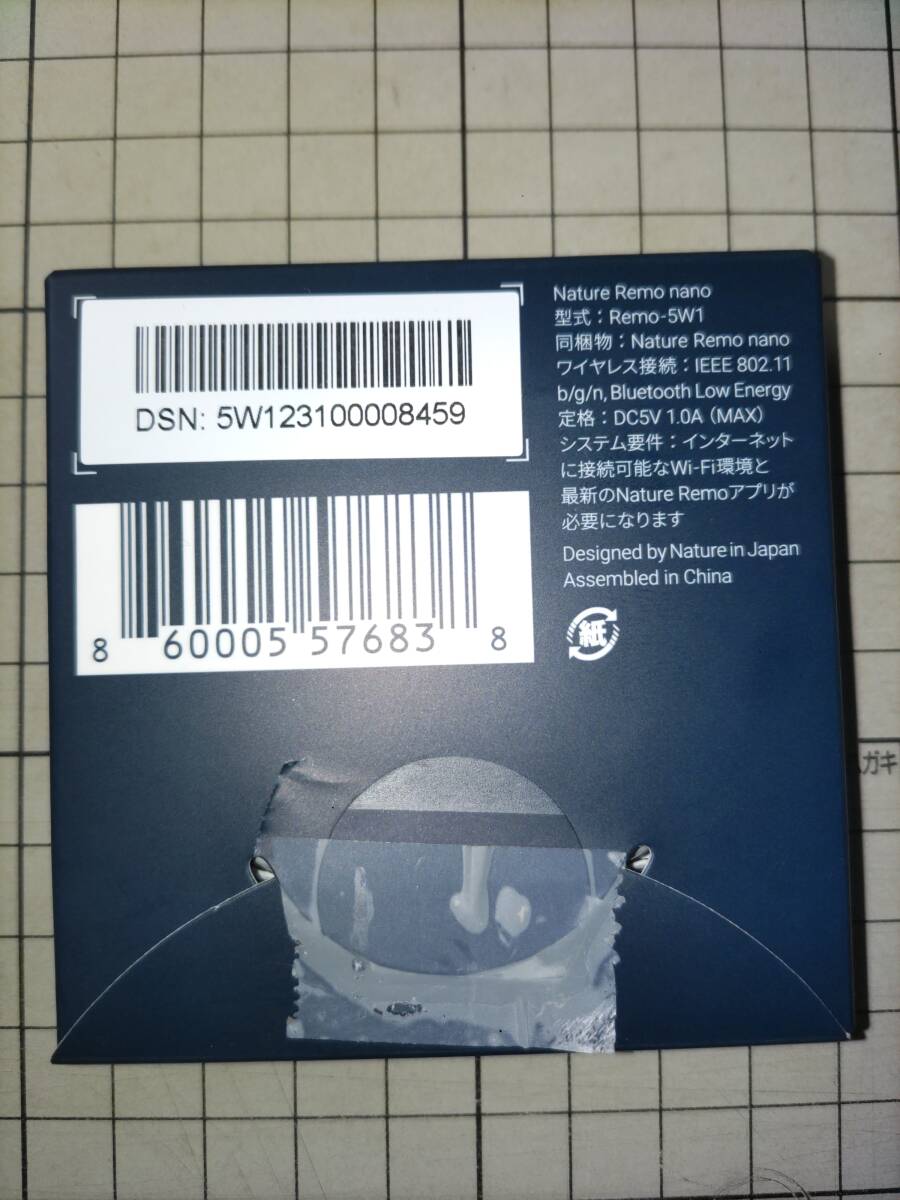 DSN: 5W123100008459
8 60005 57683 8
Nature Remo nano
型式：Remo-5W1
同梱物：Nature Remo nano
ワイヤレス接続：IEEE 802.11
b/g/n, Bluetooth Low Energy
定格：DC5V 1.0A（MAX）
システム要件：インターネット
に接続可能なWi-Fi環境と
最新のNature Remoアプリが
必要になります
Designed by Nature in Japan
Assembled in China
紙
ガキ